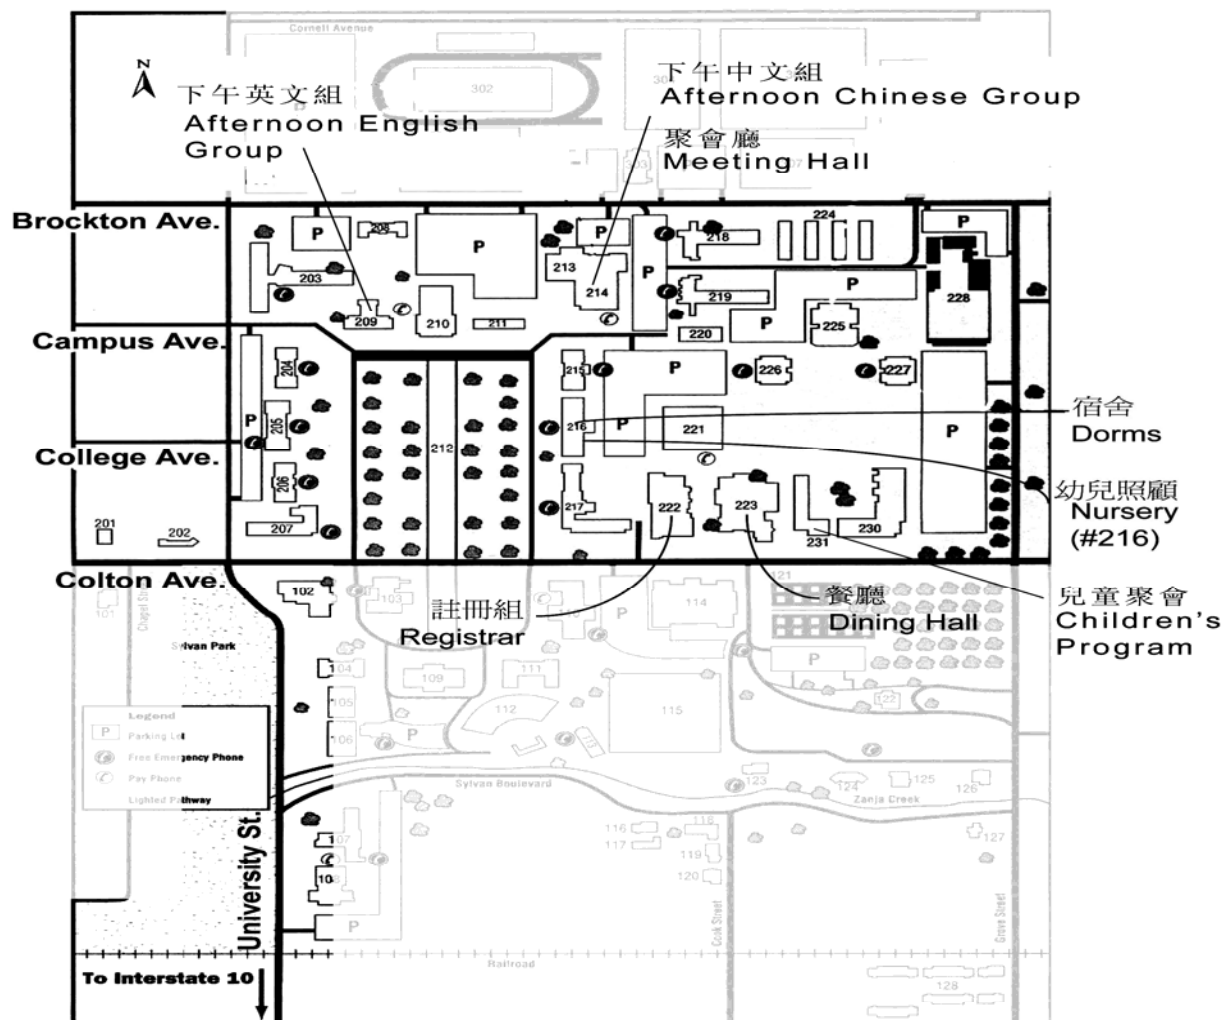 Cornell Avenue
N
302
下午英文組
Afternoon English
Group
下午中文組
Afternoon Chinese Group
聚會廳
Meeting Hall
303
Brockton Ave.
P
208
P
P
213
214
P
218
224
P
203
209
210
211
219
P
220
P
225
228
Campus Ave.
204
215
P
226
227
P
205
212
216
P
221
P
宿舍
Dorms
College Ave.
206
幼兒照顧
Nursery
(#216)
201
202
207
217
222
223
231
230
Colton Ave.
101
Chapel Street
102
103
註冊組
Registrar
P
114
121
餐廳
Dining Hall
兒童聚會
Children's
Program
Sylvan Park
104
109
111
P
122
105
112
115
106
P
Legend
P Parking Lot
Free Emergency Phone
Pay Phone
Lighted Pathway
Sylvan Boulevard
123
124
125
126
Zanja Creek
University St.
107
116
117
118
119
120
127
P
Cook Street
Grove Street
Railroad
To Interstate 10
128